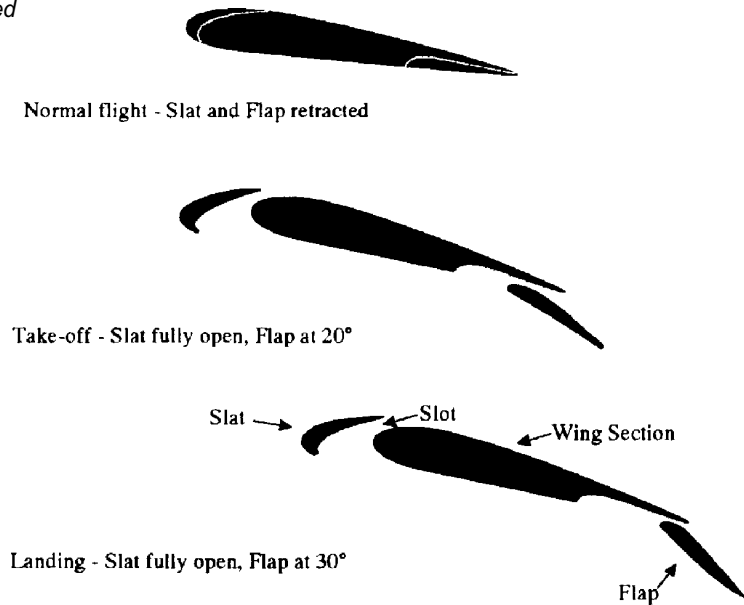 ed
Normal flight - Slat and Flap retracted
Take-off - Slat fully open, Flap at 20°
Slat
Slot
Wing Section
Landing - Slat fully open, Flap at 30°
Flap